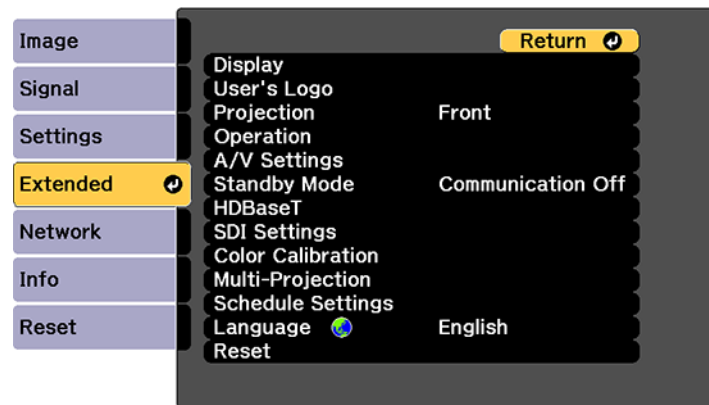 Image
Signal
Settings
Extended
Network
Info
Reset
Return
Display
User's Logo
Projection Front
Operation
A/V Settings
Standby Mode Communication Off
HDBaseT
SDI Settings
Color Calibration
Multi-Projection
Schedule Settings
Language English
Reset